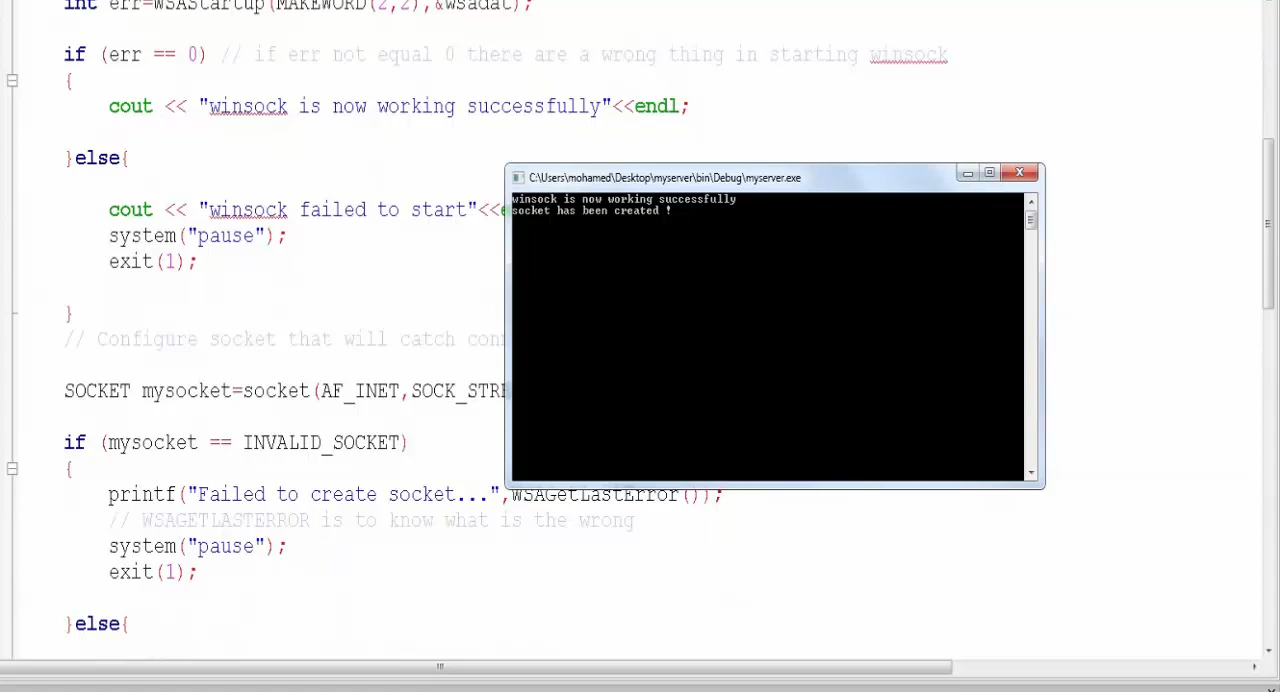 int err=WSAStartup(MAKEWORD(2,2),&wsadat);
if (err == 0) // if err not equal 0 there are a wrong thing in starting winsock
{
cout << "winsock is now working successfully"<<endl;
}else{
cout << "winsock failed to start"<<
system("pause");
exit(1);
}
// Configure socket that will catch
SOCKET mysocket=socket(AF_INET,
if (mysocket == INVALID_SOCKET)
{
printf("Failed to create socket...",WSAGetLastError());
// WSAGETLASTERROR is to know what is the wrong
system("pause");
exit(1);
}else{
C:\Users\mohamed\Desktop\myserver\bin\Debug\myserver.exe
winsock is now working successfully
socket has been created !